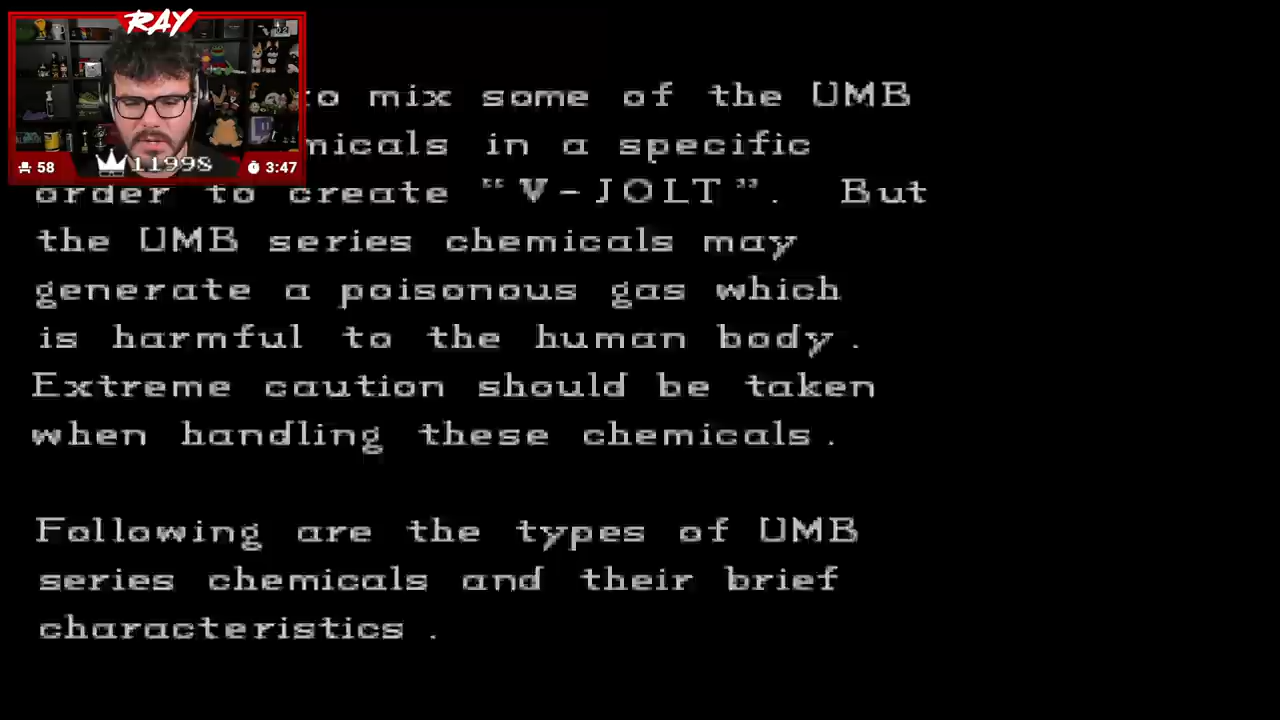 RAY
58 11998 3:47
to mix some of the UMB
micals in a specific
order to create "V-JOLT". But
the UMB series chemicals may
generate a poisonous gas which
is harmful to the human body.
Extreme caution should be taken
when handling these chemicals.
Following are the types of UMB
series chemicals and their brief
characteristics.